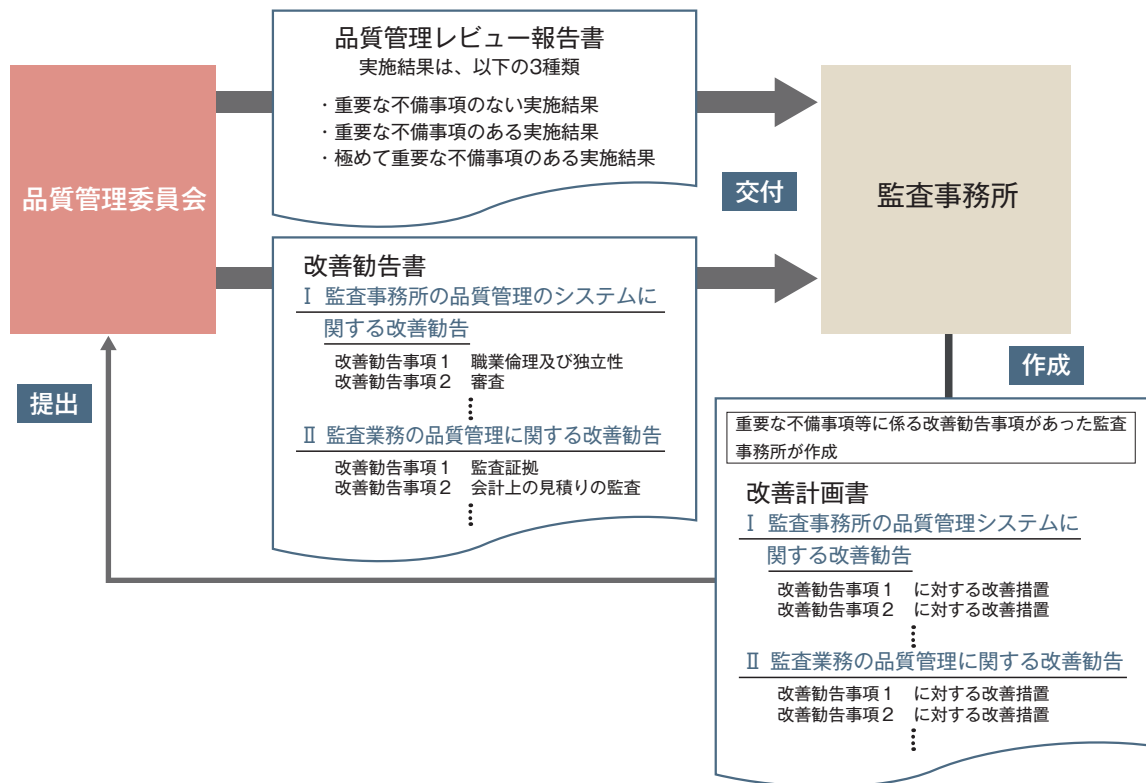 品質管理レビュー報告書
実施結果は、以下の3種類
・重要な不備事項のない実施結果
・重要な不備事項のある実施結果
・極めて重要な不備事項のある実施結果
品質管理委員会
交付
監査事務所
改善勧告書
Ⅰ 監査事務所の品質管理のシステムに
関する改善勧告
改善勧告事項1 職業倫理及び独立性
改善勧告事項2 審査
Ⅱ 監査業務の品質管理に関する改善勧告
改善勧告事項1 監査証拠
改善勧告事項2 会計上の見積りの監査
提出
作成
重要な不備事項等に係る改善勧告事項があった監査
事務所が作成
改善計画書
Ⅰ 監査事務所の品質管理システムに
関する改善勧告
改善勧告事項1 に対する改善措置
改善勧告事項2 に対する改善措置
Ⅱ 監査業務の品質管理に関する改善勧告
改善勧告事項1 に対する改善措置
改善勧告事項2 に対する改善措置